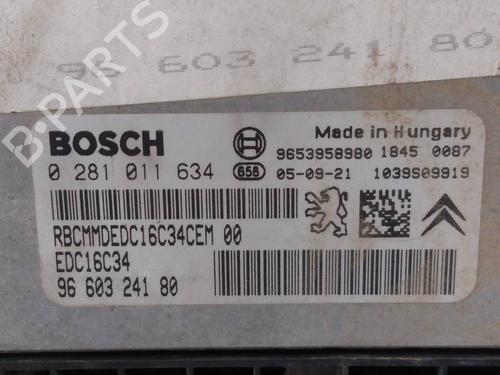 96 603 241 80
B-PARTS
BOSCH
Made in Hungary
9653958980 1845 0087
0 281 011 634
658
05-09-21 1039S09919
RBCMMDEDC16C34CEM 00
EDC16C34
96 603 241 80